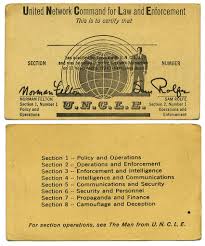 United Network Command for Law and Enforcement
This is to certify that
SECTION NUMBER
Norman Felton Sam Rolfe
NORMAN FELTON SAM ROLFE
Section 1, Number 1 Section 2, Number 1
Policy and Operations and
Operations Enforcement
U.N.C.L.E.
Section 1 – Policy and Operations
Section 2 – Operations and Enforcement
Section 3 – Enforcement and Intelligence
Section 4 – Intelligence and Communications
Section 5 – Communications and Security
Section 6 – Security and Personnel
Section 7 – Propaganda and Finance
Section 8 – Camouflage and Deception
For section operations, see The Man from U.N.C.L.E.